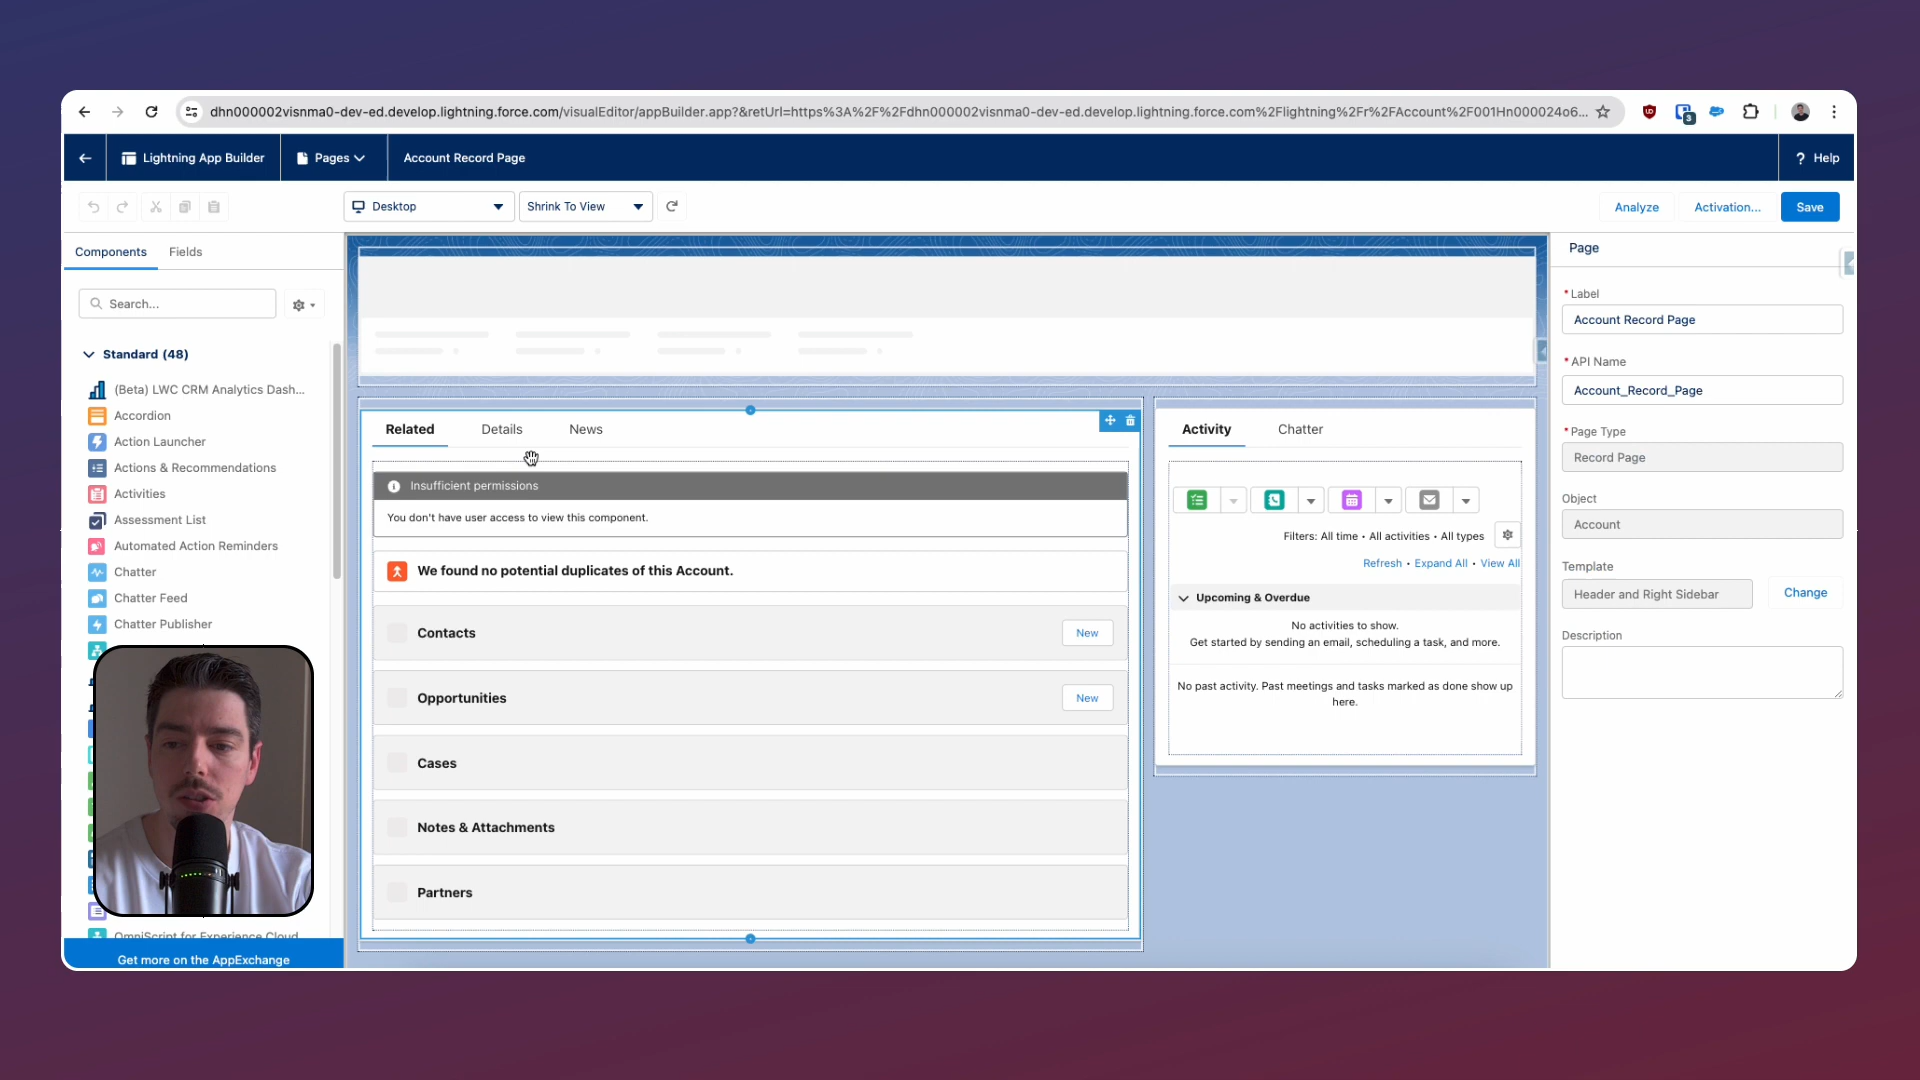 dhn000002visnma0-dev-ed.develop.lightning.force.com/visualEditor/appBuilder.app?&retUrl=https%3A%2F%2Fdhn000002visnma0-dev-ed.develop.lightning.force.com%2Flightning%2Fr%2FAccount%2F001Hn000024o6...
3
Lightning App Builder
Pages
Account Record Page
? Help
Desktop
Shrink To View
Analyze
Activation...
Save
Components
Fields
Search...
Standard (48)
(Beta) LWC CRM Analytics Dash...
Accordion
Action Launcher
Actions & Recommendations
Activities
Assessment List
Automated Action Reminders
Chatter
Chatter Feed
Chatter Publisher
OmniScript for Experience Cloud
Get more on the AppExchange
Related
Details
News
Insufficient permissions
You don't have user access to view this component.
We found no potential duplicates of this Account.
Contacts
New
Opportunities
New
Cases
Notes & Attachments
Partners
Activity
Chatter
Filters: All time • All activities • All types
Refresh • Expand All • View All
Upcoming & Overdue
No activities to show.
Get started by sending an email, scheduling a task, and more.
No past activity. Past meetings and tasks marked as done show up
here.
Page
* Label
Account Record Page
* API Name
Account_Record_Page
* Page Type
Record Page
Object
Account
Template
Header and Right Sidebar
Change
Description